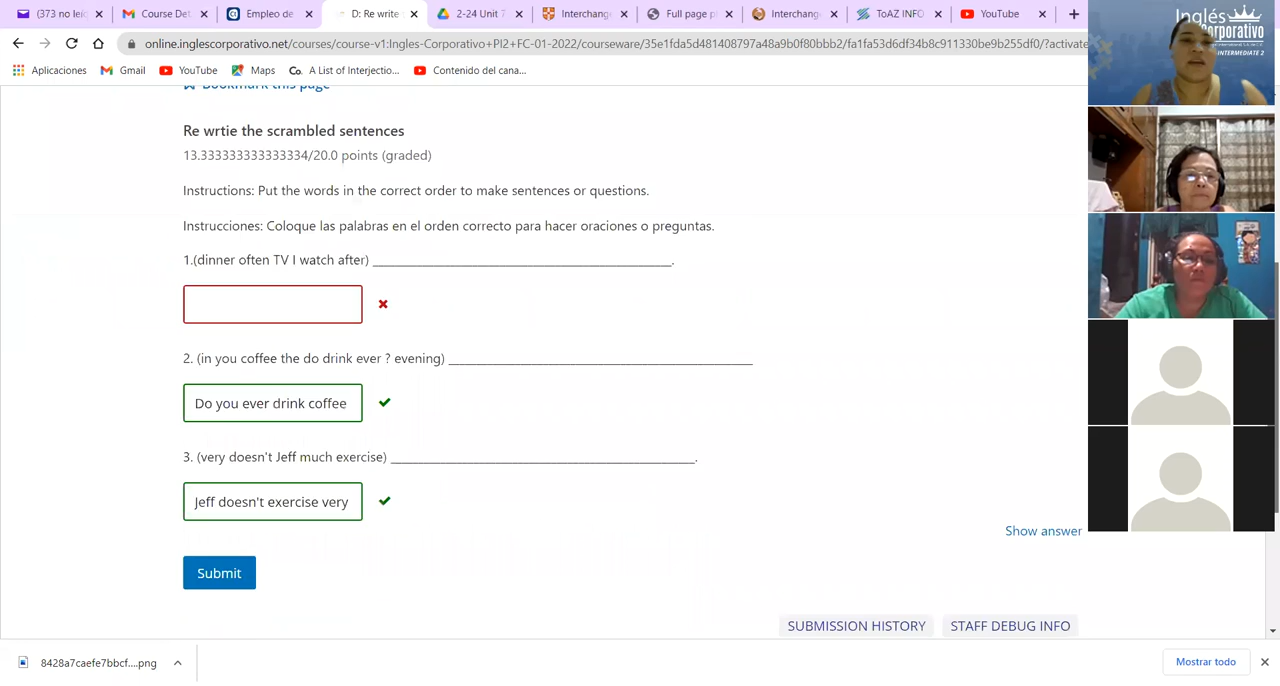 (373 no leíd
Course Det
Empleo de
D: Re write t
2-24 Unit 7
Interchang
Full page p
Interchang
ToAZ INFO
YouTube
online.inglescorporativo.net/courses/course-v1:Ingles-Corporativo+PI2+FC-01-2022/courseware/35e1fda5d481408797a48a9b0f80bbb2/fa1fa53d6df34b8c911330be9b255df0/?activate
Aplicaciones Gmail YouTube Maps Co. A List of Interjectio... Contenido del cana...
Inglés
INTERMEDIATE 2
Bookmark this page
Re wrtie the scrambled sentences
13.333333333333334/20.0 points (graded)
Instructions: Put the words in the correct order to make sentences or questions.
Instrucciones: Coloque las palabras en el orden correcto para hacer oraciones o preguntas.
1.(dinner often TV I watch after) ____________________________________________.
2. (in you coffee the do drink ever ? evening) ____________________________________________
Do you ever drink coffee
3. (very doesn't Jeff much exercise) ____________________________________________.
Jeff doesn't exercise very
Show answer
Submit
SUBMISSION HISTORY STAFF DEBUG INFO
8428a7caefe7bbcf....png
Mostrar todo